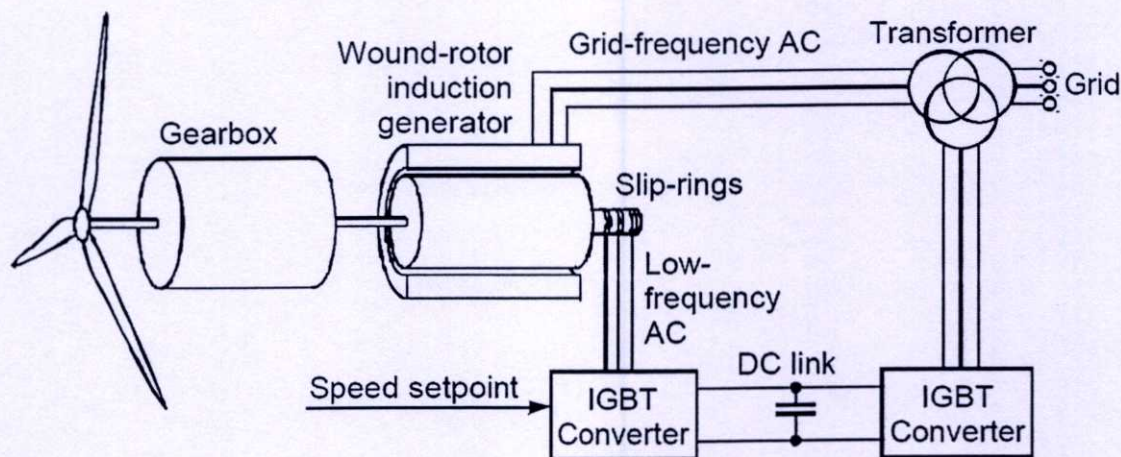 Transformer
Grid-frequency AC
Wound-rotor
induction
generator
Grid
Gearbox
Slip-rings
Low-
frequency
AC
DC link
Speed setpoint
IGBT
Converter
IGBT
Converter